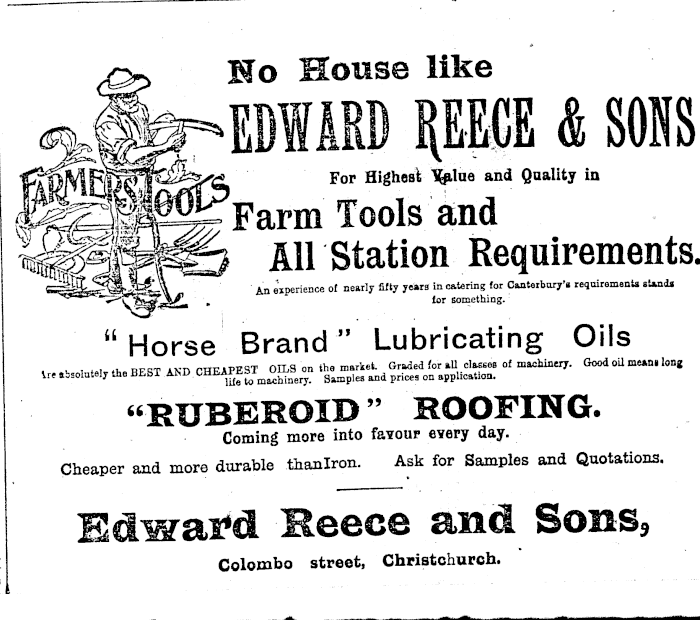 No House like
EDWARD REECE & SONS
FARMERS TOOLS
For Highest Value and Quality in
Farm Tools and
All Station Requirements.
An experience of nearly fifty years in catering for Canterbury's requirements stands
for something.
"Horse Brand" Lubricating Oils
Are absolutely the BEST AND CHEAPEST OILS on the market. Graded for all classes of machinery. Good oil means long
life to machinery. Samples and prices on application.
"RUBEROID" ROOFING.
Coming more into favour every day.
Cheaper and more durable thanIron. Ask for Samples and Quotations.
Edward Reece and Sons,
Colombo street, Christchurch.